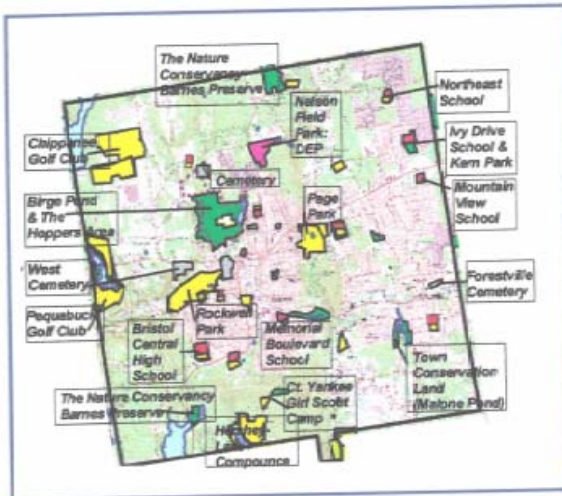 The Nature
Conservancy
Barnes Preserve
Northeast
School
Nelson
Field
Park:
DEP
Ivy Drive
School &
Kern Park
Chippanee
Golf Club
Cemetery
Mountain
View
School
Birge Pond
& The
Hoppers Area
Page
Park
West
Cemetery
Forestville
Cemetery
Pequabuck
Golf Club
Rockwell
Park
Bristol
Central
High
School
Memorial
Boulevard
School
Town
Conservation
Land
(Malone Pond)
The Nature Conservancy
Barnes Preserve
Ct. Yankee
Girl Scout
Camp
Compounce